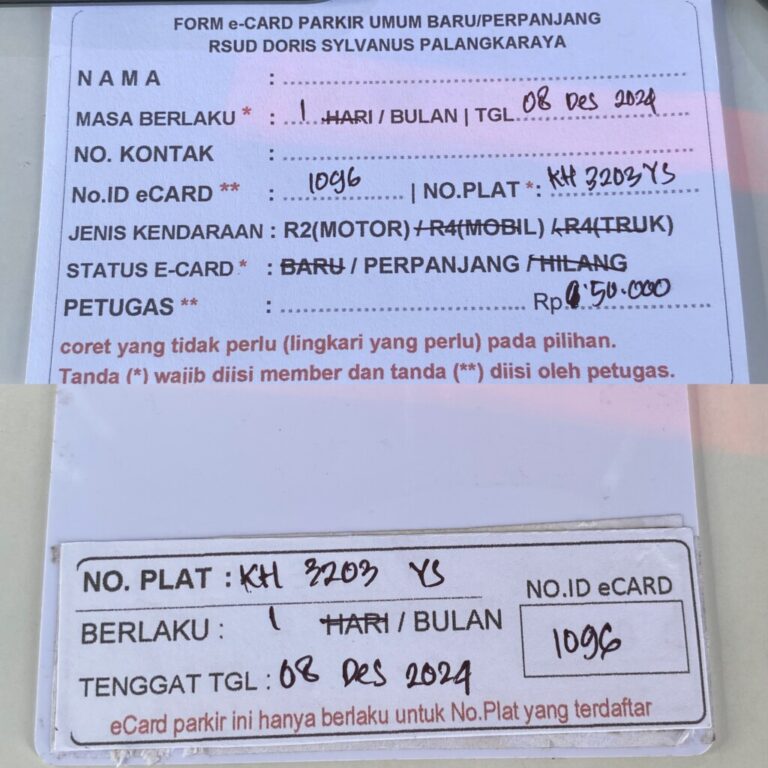 FORM e-CARD PARKIR UMUM BARU/PERPANJANG
RSUD DORIS SYLVANUS PALANGKARAYA
NAMA :
MASA BERLAKU * : 1 HARI / BULAN | TGL 08 Des 2024
NO. KONTAK :
No.ID eCARD ** : 1096 | NO.PLAT *: KH 3203 YS
JENIS KENDARAAN : R2(MOTOR) / R4(MOBIL) / R4(TRUK)
STATUS E-CARD * : BARU / PERPANJANG / HILANG
PETUGAS ** : Rp 50.000
coret yang tidak perlu (lingkari yang perlu) pada pilihan.
Tanda (*) wajib diisi member dan tanda (**) diisi oleh petugas.
NO. PLAT : KH 3203 YS
BERLAKU : 1 HARI / BULAN
TENGGAT TGL : 08 Des 2024
NO.ID eCARD
1096
eCard parkir ini hanya berlaku untuk No.Plat yang terdaftar